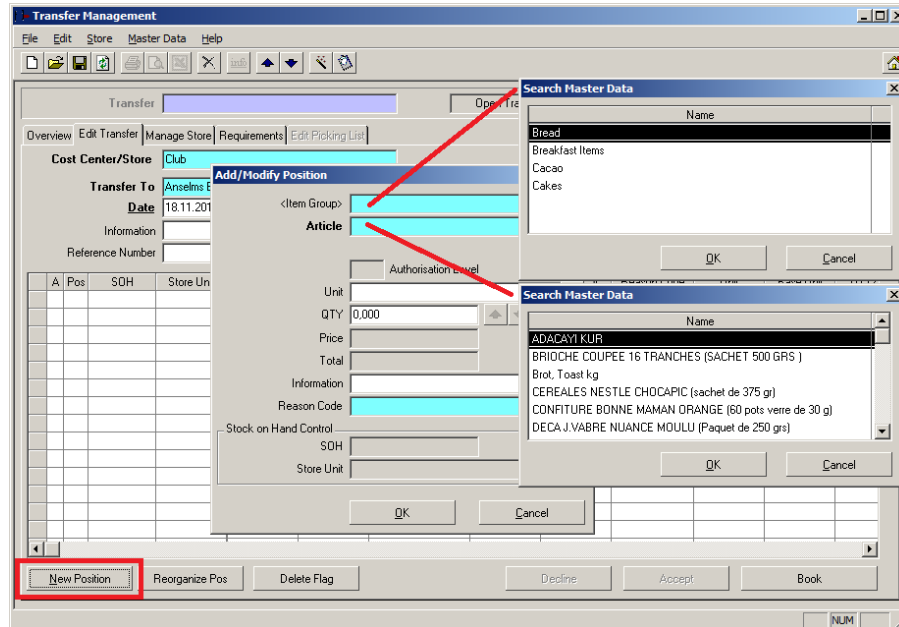 Transfer Management
File Edit Store Master Data Help
info
Transfer
Overview Edit Transfer Manage Store Requirements Edit Picking List
Cost Center/Store Club
Transfer To Anselms
Date 18.11.201
Information
Reference Number
A Pos SOH Store Un
Add/Modify Position
<Item Group>
Article
Authorisation Level
Unit
QTY 0,000
Price
Total
Information
Reason Code
Stock on Hand Control
SOH
Store Unit
OK Cancel
Search Master Data
Name
Bread
Breakfast Items
Cacao
Cakes
OK Cancel
Search Master Data
Name
ADACAYI KUR
BRIOCHE COUPEE 16 TRANCHES (SACHET 500 GRS )
Brot, Toast kg
CEREALES NESTLE CHOCAPIC (sachet de 375 gr)
CONFITURE BONNE MAMAN ORANGE (60 pots verre de 30 g)
DECA J.VABRE NUANCE MOULU (Paquet de 250 grs)
OK Cancel
New Position Reorganize Pos Delete Flag Decline Accept Book
NUM